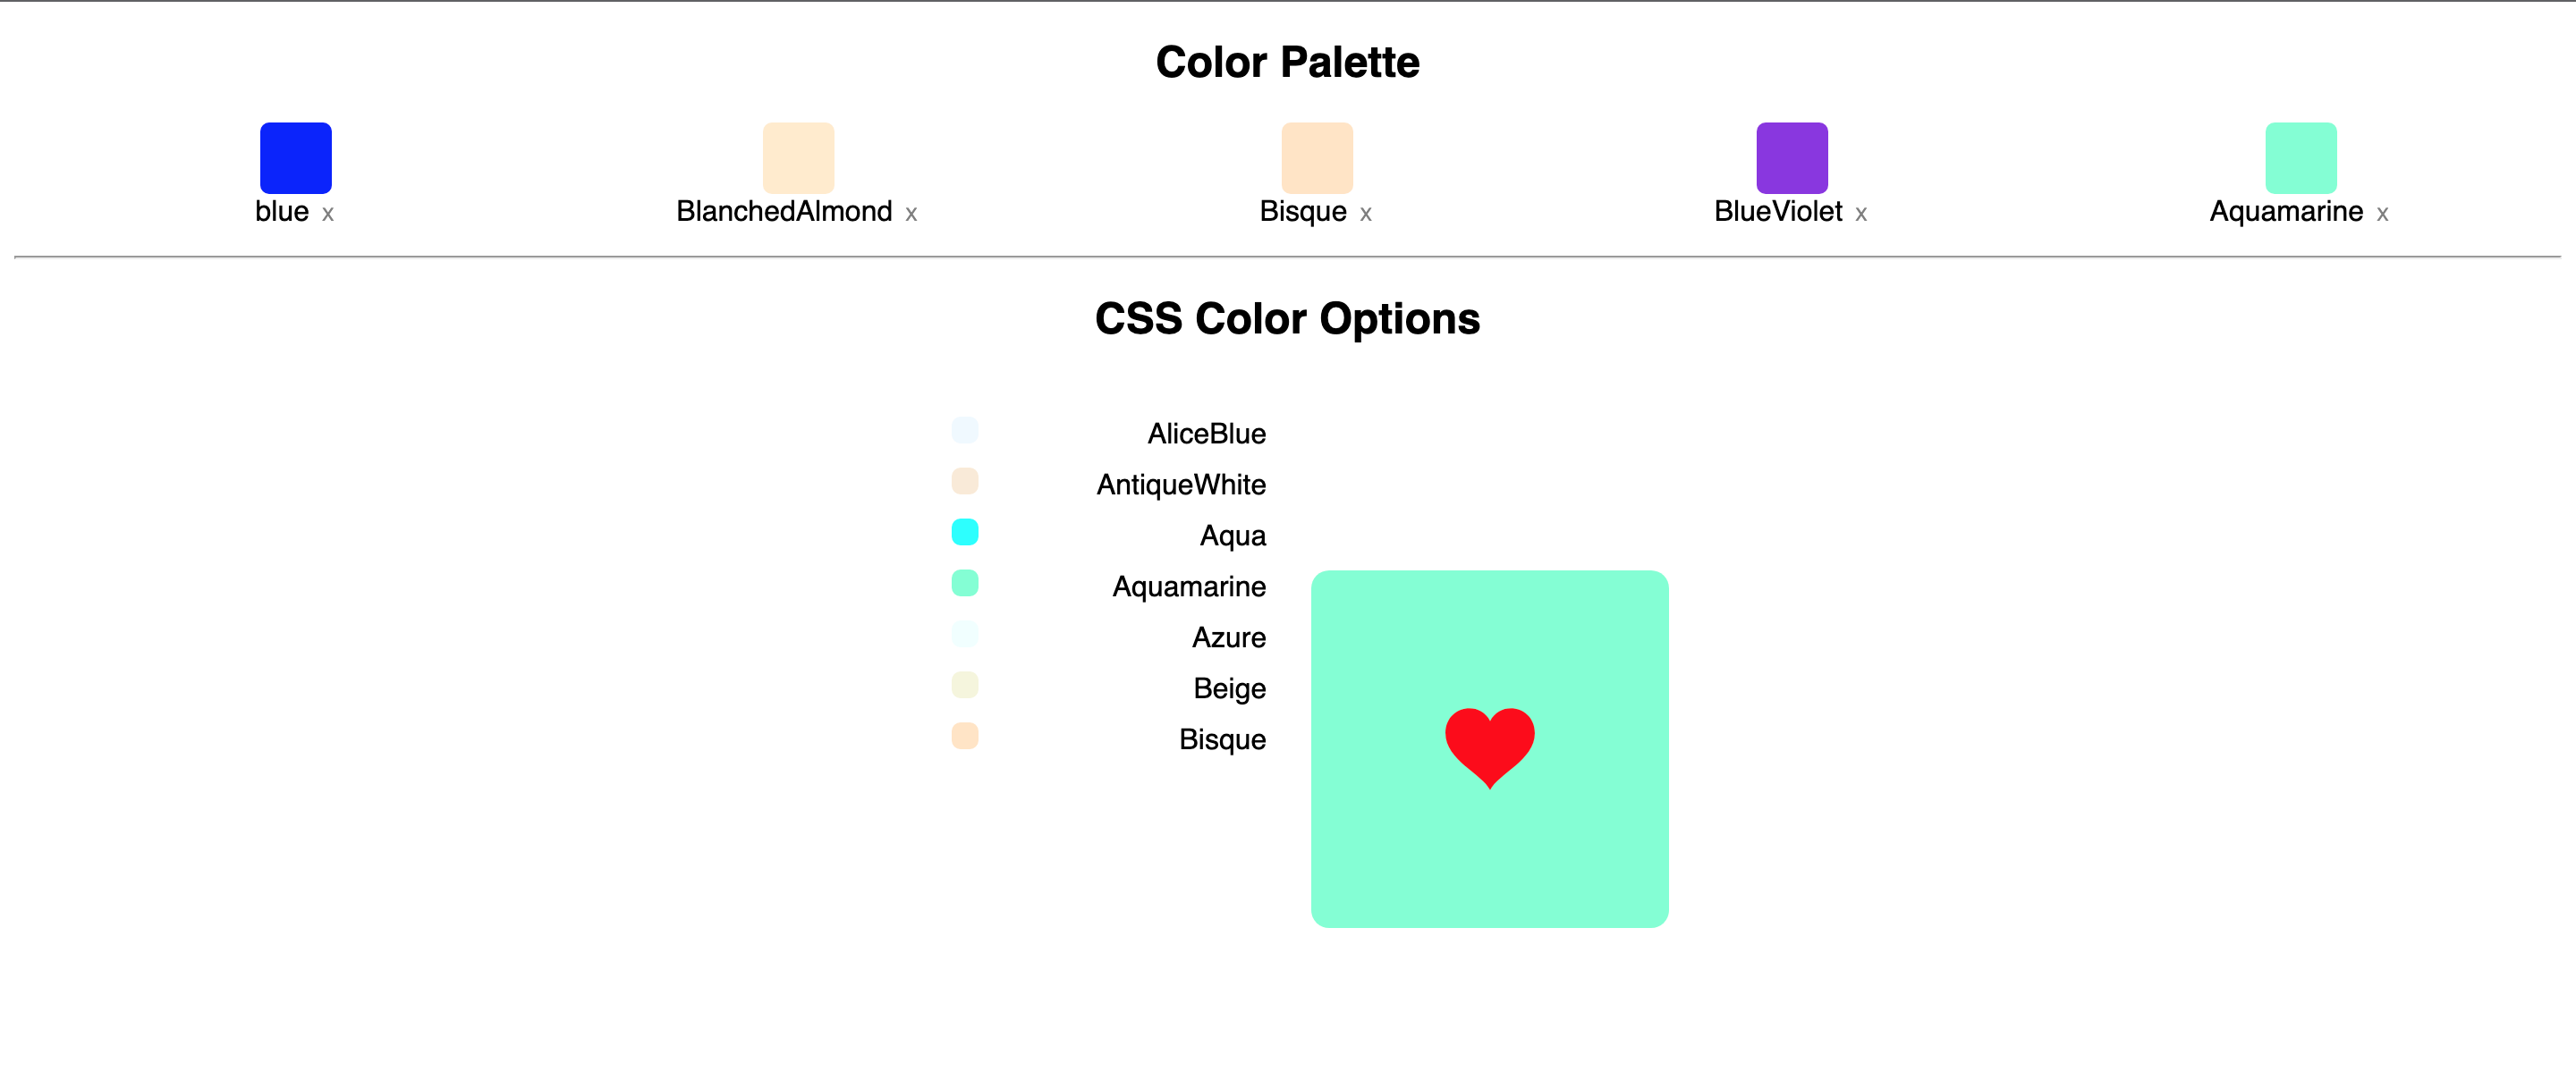 Color Palette
blue x BlanchedAlmond x Bisque x BlueViolet x Aquamarine x
CSS Color Options
AliceBlue
AntiqueWhite
Aqua
Aquamarine
Azure
Beige
Bisque